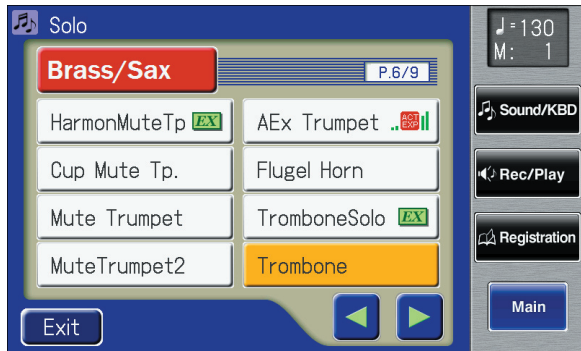 Solo
♩=130
M: 1
Brass/Sax
P.6/9
HarmonMuteTp EX
AEx Trumpet ACT EXP
Cup Mute Tp.
Flugel Horn
Mute Trumpet
TromboneSolo EX
MuteTrumpet2
Trombone
Exit
Sound/KBD
Rec/Play
Registration
Main